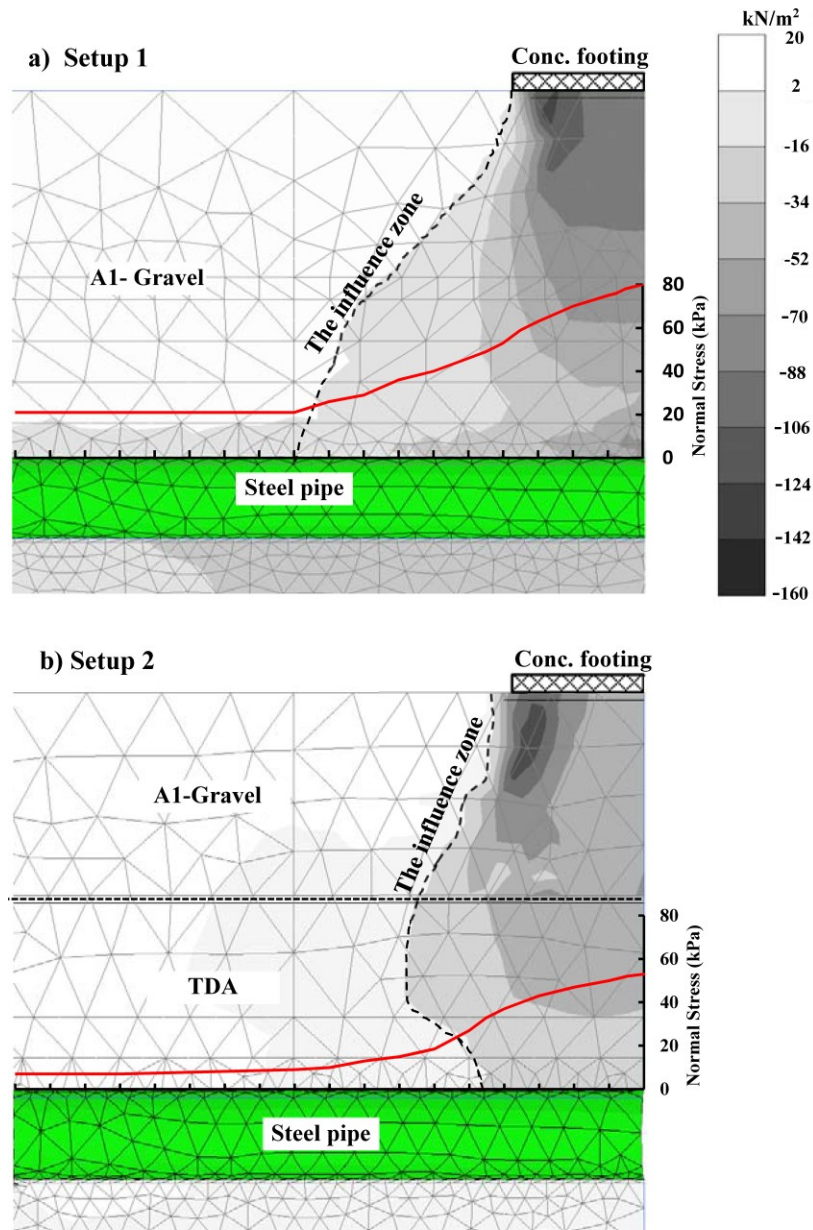 kN/m²
20
2
-16
-34
-52
-70
-88
-106
-124
-142
-160
a) Setup 1
Conc. footing
The influence zone
A1- Gravel
80
60
40
20
0
Normal Stress (kPa)
Steel pipe
b) Setup 2
Conc. footing
The influence zone
A1-Gravel
TDA
80
60
40
20
0
Normal Stress (kPa)
Steel pipe